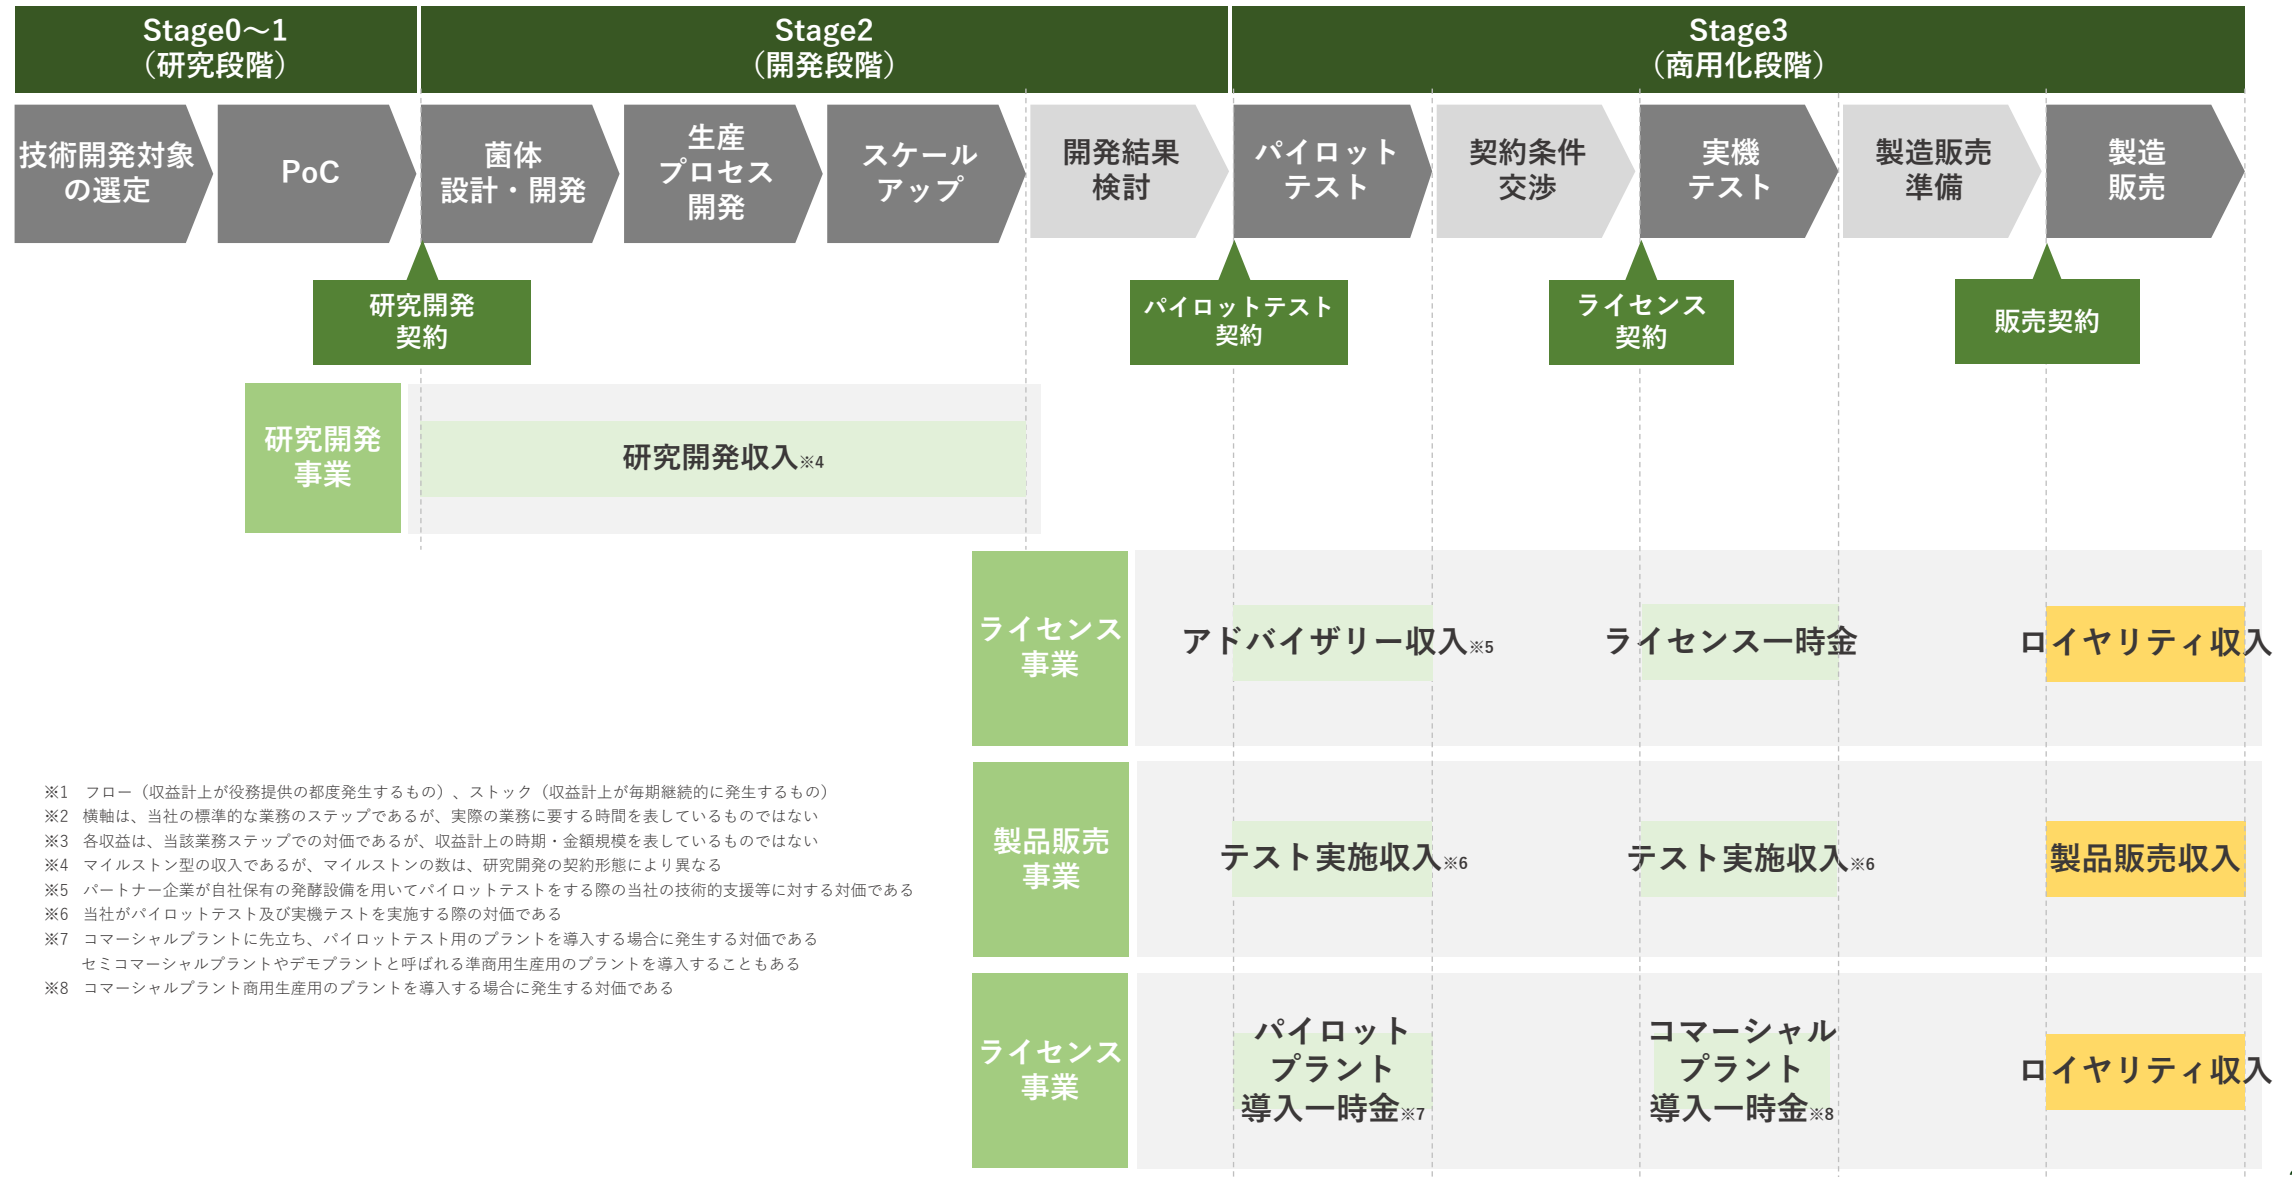 Stage0～1
（研究段階）
Stage2
（開発段階）
Stage3
（商用化段階）
技術開発対象
の選定
PoC
菌体
設計・開発
生産
プロセス
開発
スケール
アップ
開発結果
検討
パイロット
テスト
契約条件
交渉
実機
テスト
製造販売
準備
製造
販売
研究開発
契約
パイロットテスト
契約
ライセンス
契約
販売契約
研究開発
事業
研究開発収入※4
ライセンス
事業
アドバイザリー収入※5
ライセンス一時金
ロイヤリティ収入
製品販売
事業
テスト実施収入※6
テスト実施収入※6
製品販売収入
ライセンス
事業
パイロット
プラント
導入一時金※7
コマーシャル
プラント
導入一時金※8
ロイヤリティ収入
※1　フロー（収益計上が役務提供の都度発生するもの）、ストック（収益計上が毎期継続的に発生するもの）
※2　横軸は、当社の標準的な業務のステップであるが、実際の業務に要する時間を表しているものではない
※3　各収益は、当該業務ステップでの対価であるが、収益計上の時期・金額規模を表しているものではない
※4　マイルストン型の収入であるが、マイルストンの数は、研究開発の契約形態により異なる
※5　パートナー企業が自社保有の発酵設備を用いてパイロットテストをする際の当社の技術的支援等に対する対価である
※6　当社がパイロットテスト及び実機テストを実施する際の対価である
※7　コマーシャルプラントに先立ち、パイロットテスト用のプラントを導入する場合に発生する対価である
セミコマーシャルプラントやデモプラントと呼ばれる準商用生産用のプラントを導入することもある
※8　コマーシャルプラント商用生産用のプラントを導入する場合に発生する対価である